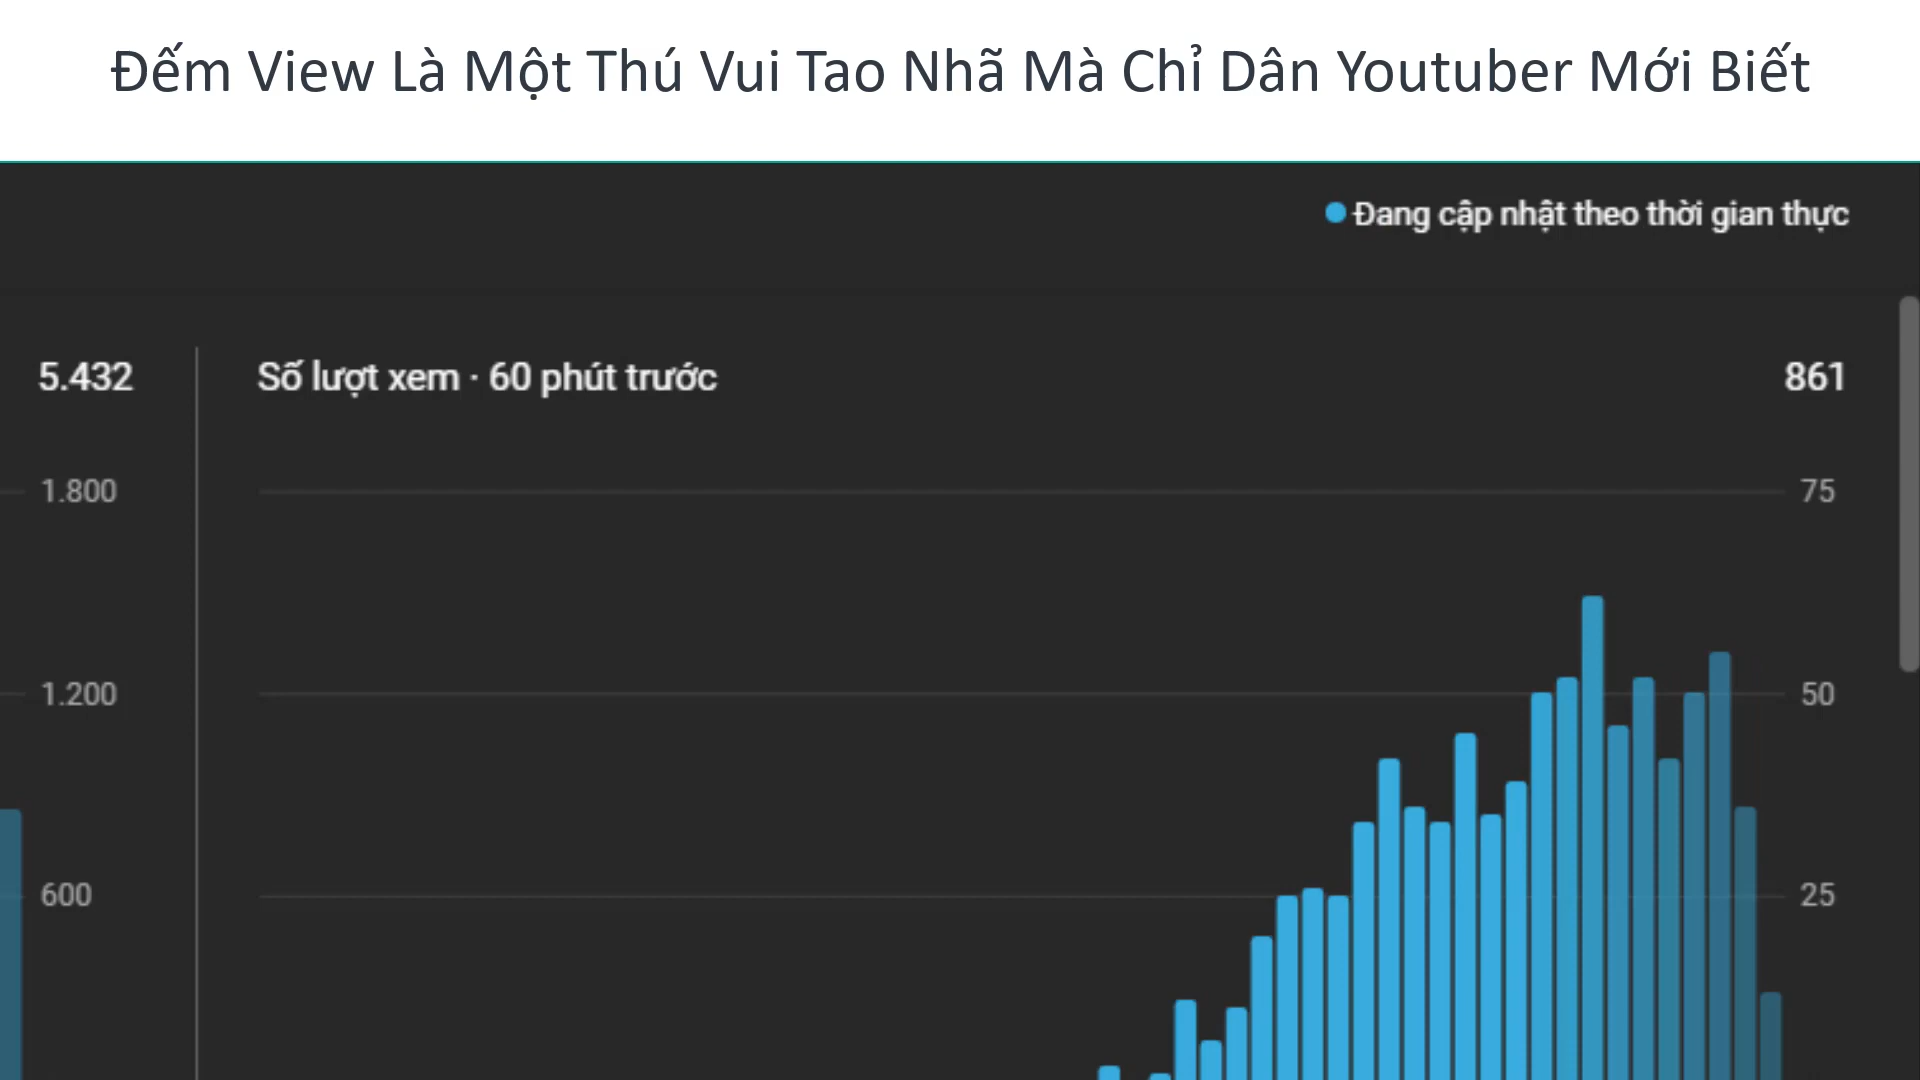 Đếm View Là Một Thú Vui Tao Nhã Mà Chỉ Dân Youtuber Mới Biết
Đang cập nhật theo thời gian thực
5.432
Số lượt xem · 60 phút trước
861
1.800
75
1.200
50
600
25